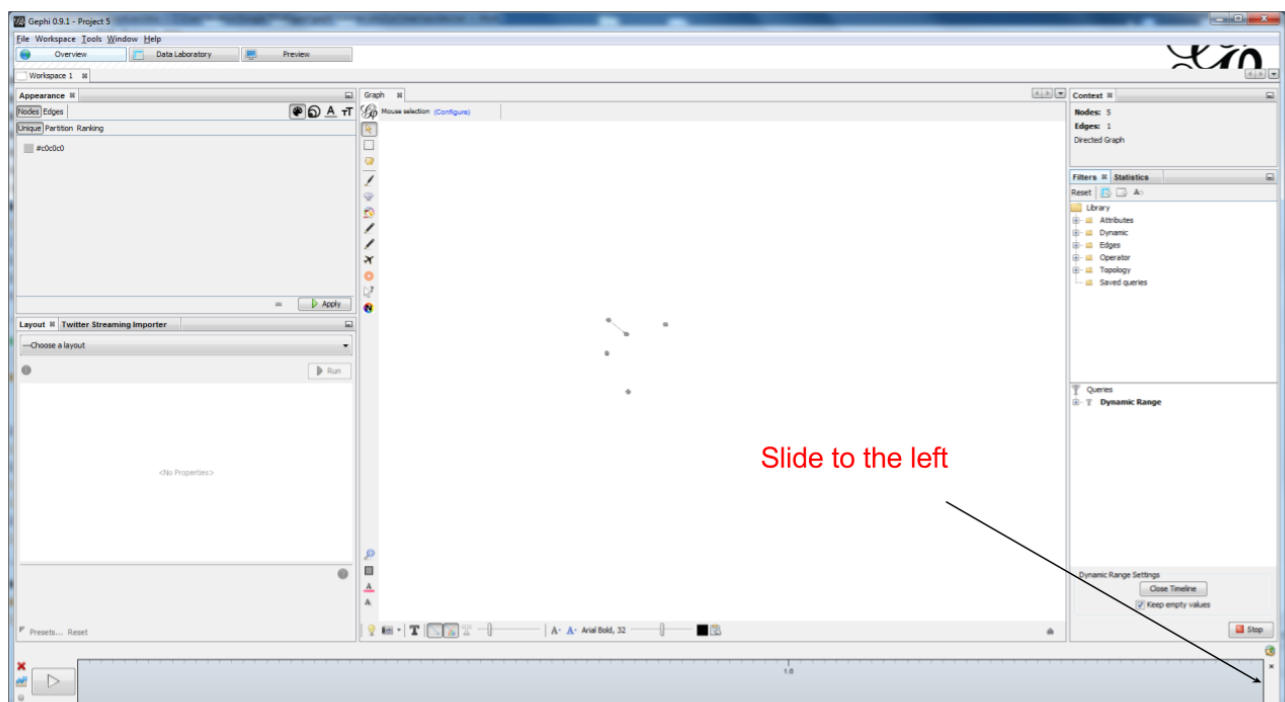 Gephi 0.9.1 - Project 5
File Workspace Tools Window Help
Overview Data Laboratory Preview
Workspace 1
Appearance
Nodes Edges
Unique Partition Ranking
#c0c0c0
Apply
Layout Twitter Streaming Importer
---Choose a layout
Run
<No Properties>
Presets... Reset
Graph
Mouse selection (Configure)
Slide to the left
T A- A- Arial Bold, 32
Context
Nodes: 5
Edges: 1
Directed Graph
Filters Statistics
Reset
Library
Attributes
Dynamic
Edges
Operator
Topology
Saved queries
Queries
Dynamic Range
Dynamic Range Settings
Close Timeline
Keep empty values
Stop
1.0